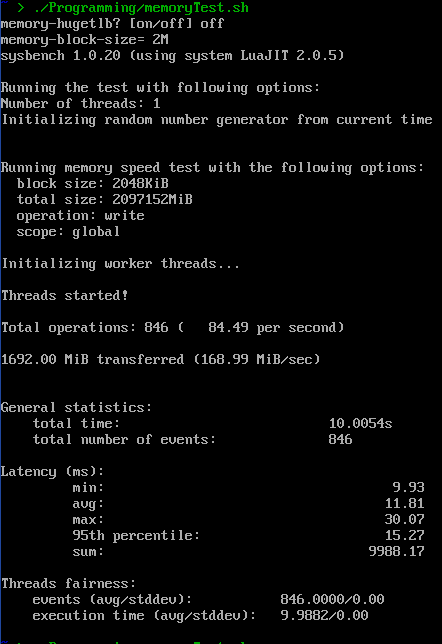 > ./Programming/memoryTest.sh
memory-hugetlb? [on/off] off
memory-block-size= 2M
sysbench 1.0.20 (using system LuaJIT 2.0.5)
Running the test with following options:
Number of threads: 1
Initializing random number generator from current time
Running memory speed test with the following options:
block size: 2048KiB
total size: 2097152MiB
operation: write
scope: global
Initializing worker threads...
Threads started!
Total operations: 846 (   84.49 per second)
1692.00 MiB transferred (168.99 MiB/sec)
General statistics:
total time: 10.0054s
total number of events: 846
Latency (ms):
min: 9.93
avg: 11.81
max: 30.07
95th percentile: 15.27
sum: 9988.17
Threads fairness:
events (avg/stddev): 846.0000/0.00
execution time (avg/stddev): 9.9882/0.00